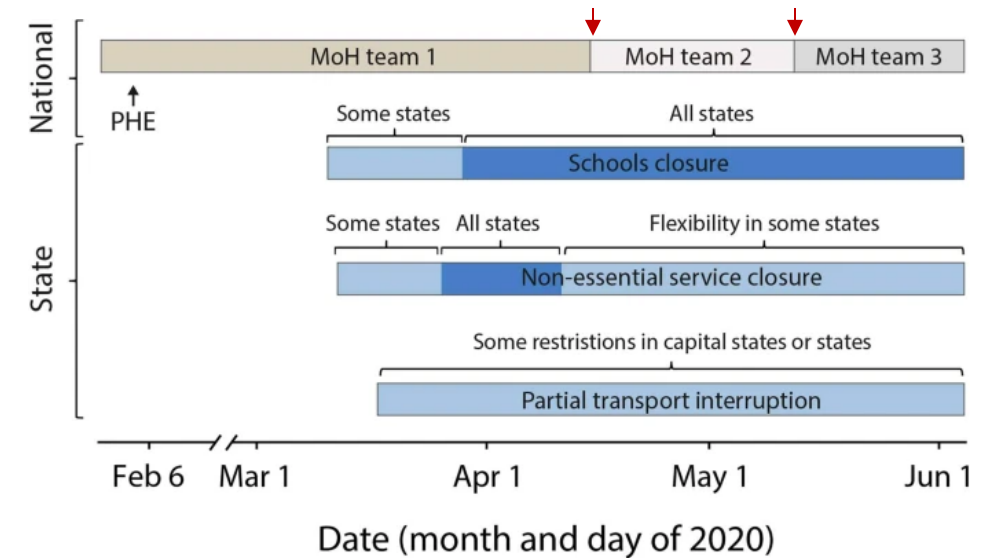 National
MoH team 1
MoH team 2
MoH team 3
PHE
Some states
All states
Schools closure
State
Some states
All states
Flexibility in some states
Non-essential service closure
Some restristions in capital states or states
Partial transport interruption
Feb 6
Mar 1
Apr 1
May 1
Jun 1
Date (month and day of 2020)